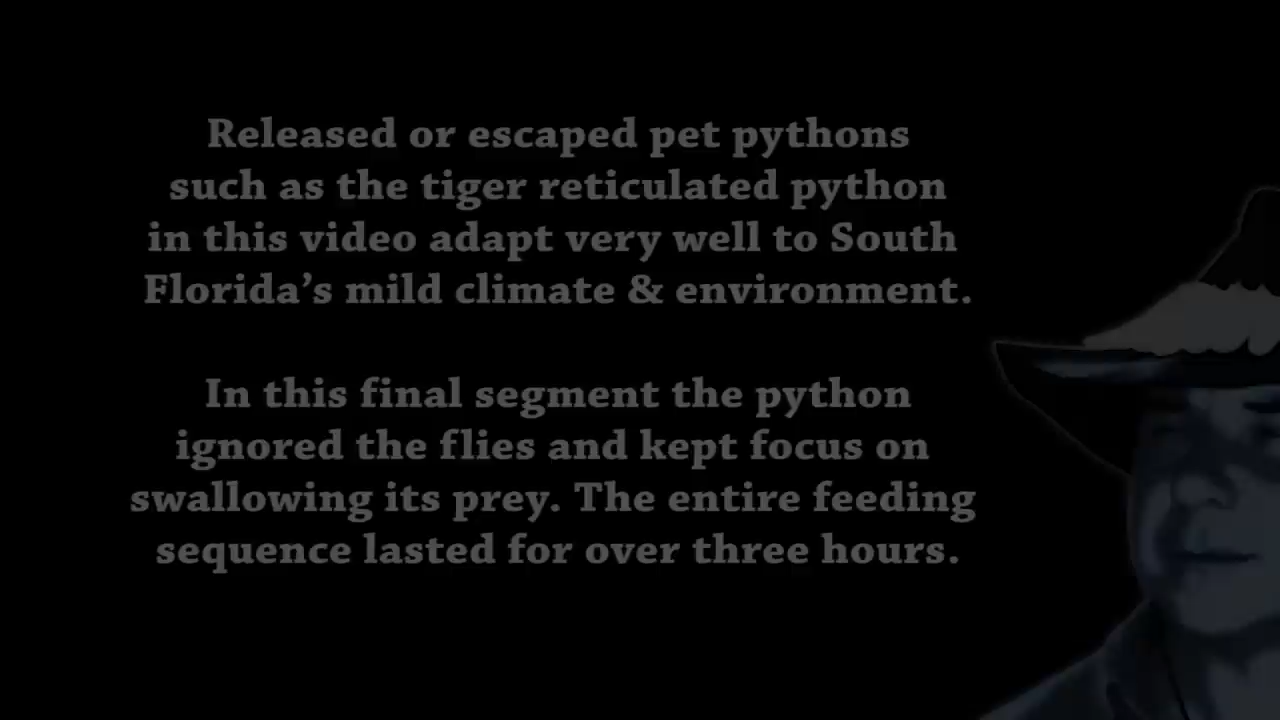 Released or escaped pet pythons
such as the tiger reticulated python
in this video adapt very well to South
Florida’s mild climate & environment.
In this final segment the python
ignored the flies and kept focus on
swallowing its prey. The entire feeding
sequence lasted for over three hours.